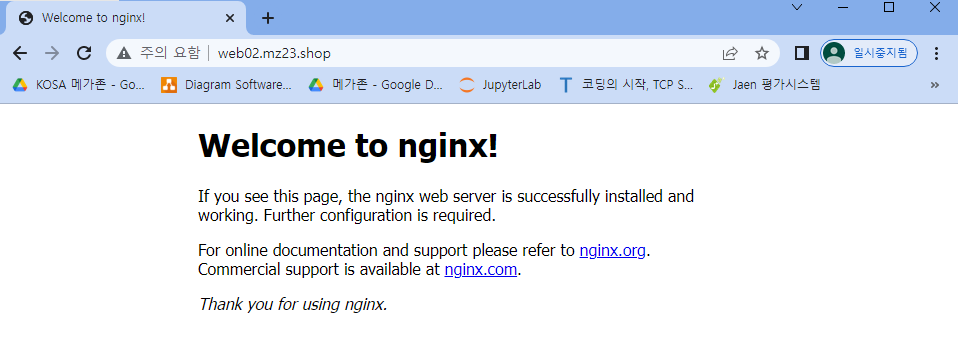 Welcome to nginx!
주의 요함 web02.mz23.shop 일시중지됨
KOSA 메가존 - Go... Diagram Software... 메가존 - Google D... JupyterLab 코딩의 시작, TCP S... Jaen 평가시스템
Welcome to nginx!
If you see this page, the nginx web server is successfully installed and
working. Further configuration is required.
For online documentation and support please refer to nginx.org.
Commercial support is available at nginx.com.
Thank you for using nginx.